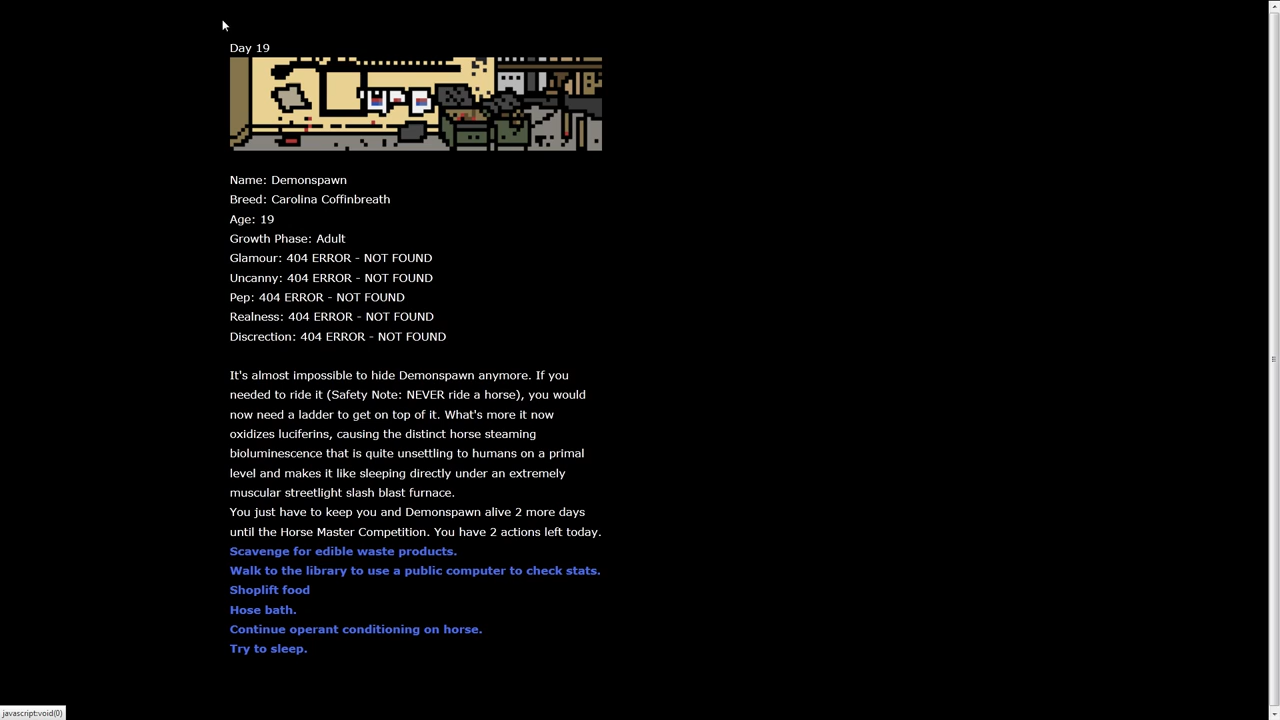 Day 19
Name: Demonspawn
Breed: Carolina Coffinbreath
Age: 19
Growth Phase: Adult
Glamour: 404 ERROR - NOT FOUND
Uncanny: 404 ERROR - NOT FOUND
Pep: 404 ERROR - NOT FOUND
Realness: 404 ERROR - NOT FOUND
Discrection: 404 ERROR - NOT FOUND
It's almost impossible to hide Demonspawn anymore. If you
needed to ride it (Safety Note: NEVER ride a horse), you would
now need a ladder to get on top of it. What's more it now
oxidizes luciferins, causing the distinct horse steaming
bioluminescence that is quite unsettling to humans on a primal
level and makes it like sleeping directly under an extremely
muscular streetlight slash blast furnace.
You just have to keep you and Demonspawn alive 2 more days
until the Horse Master Competition. You have 2 actions left today.
Scavenge for edible waste products.
Walk to the library to use a public computer to check stats.
Shoplift food
Hose bath.
Continue operant conditioning on horse.
Try to sleep.
javascript:void(0)